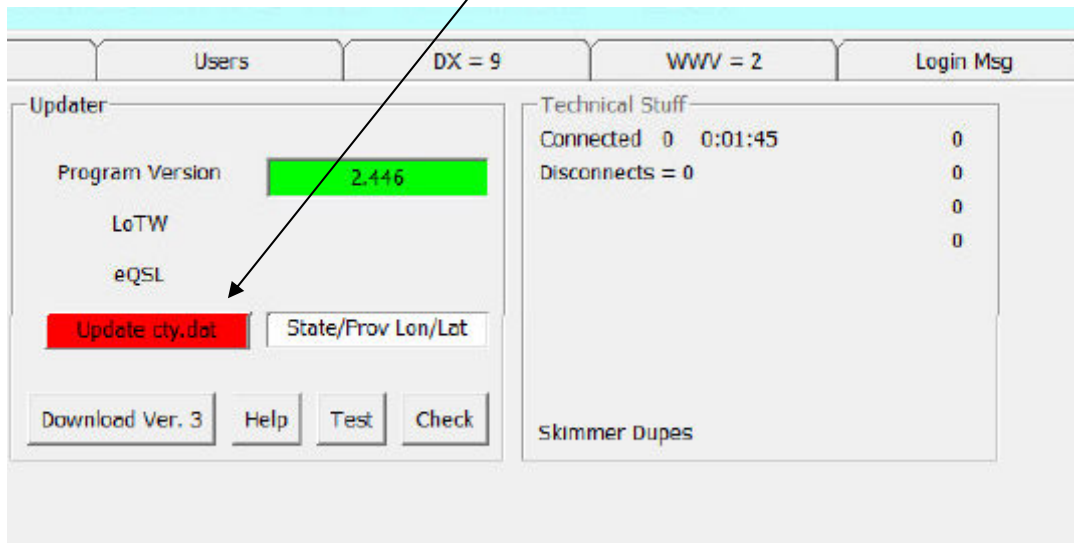 Users
DX = 9
WWV = 2
Login Msg
Updater
Program Version
2.446
LoTW
eQSL
Update cty.dat
State/Prov Lon/Lat
Download Ver. 3
Help
Test
Check
Technical Stuff
Connected 0 0:01:45 0
Disconnects = 0 0
0
0
Skimmer Dupes